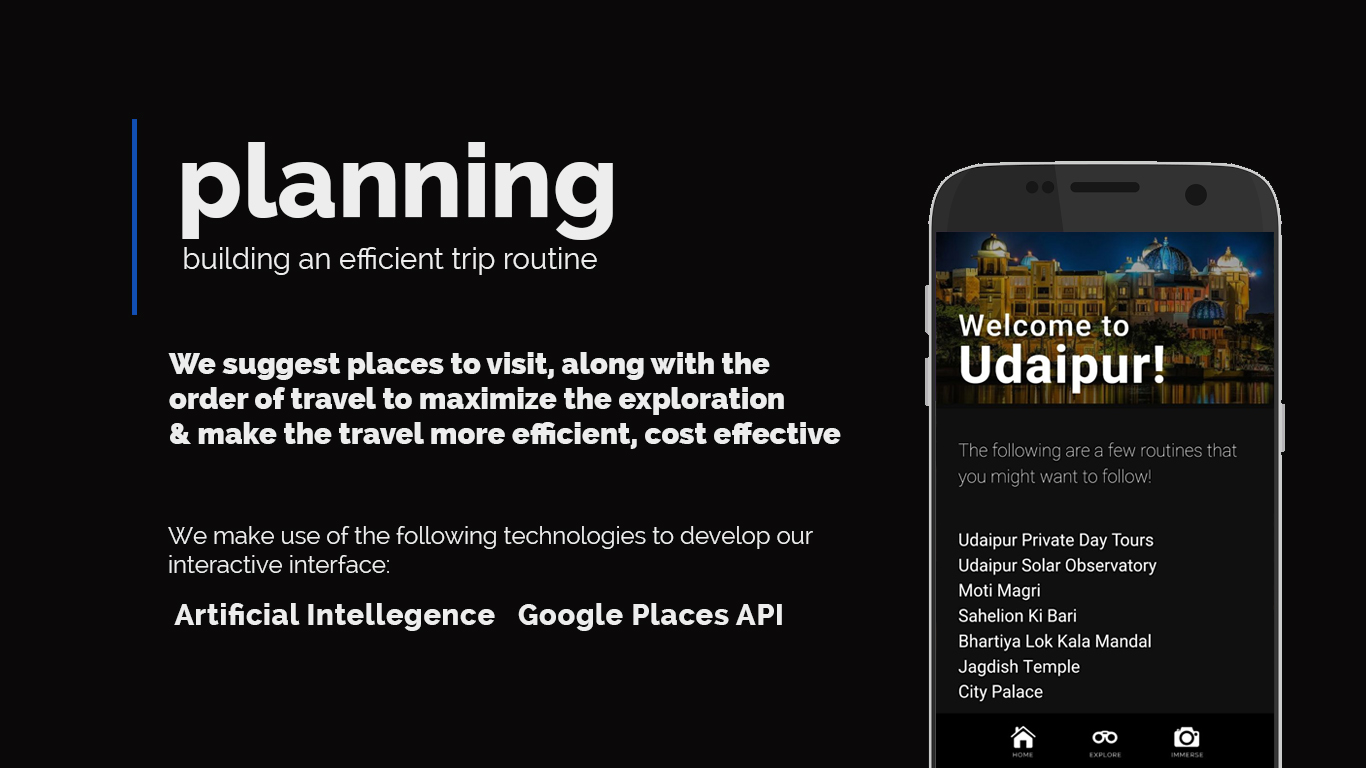 planning
building an efficient trip routine
We suggest places to visit, along with the
order of travel to maximize the exploration
& make the travel more efficient, cost effective
We make use of the following technologies to develop our
interactive interface:
Artificial Intellegence Google Places API
Welcome to
Udaipur!
The following are a few routines that
you might want to follow!
Udaipur Private Day Tours
Udaipur Solar Observatory
Moti Magri
Sahelion Ki Bari
Bhartiya Lok Kala Mandal
Jagdish Temple
City Palace
HOME EXPLORE IMMERSE